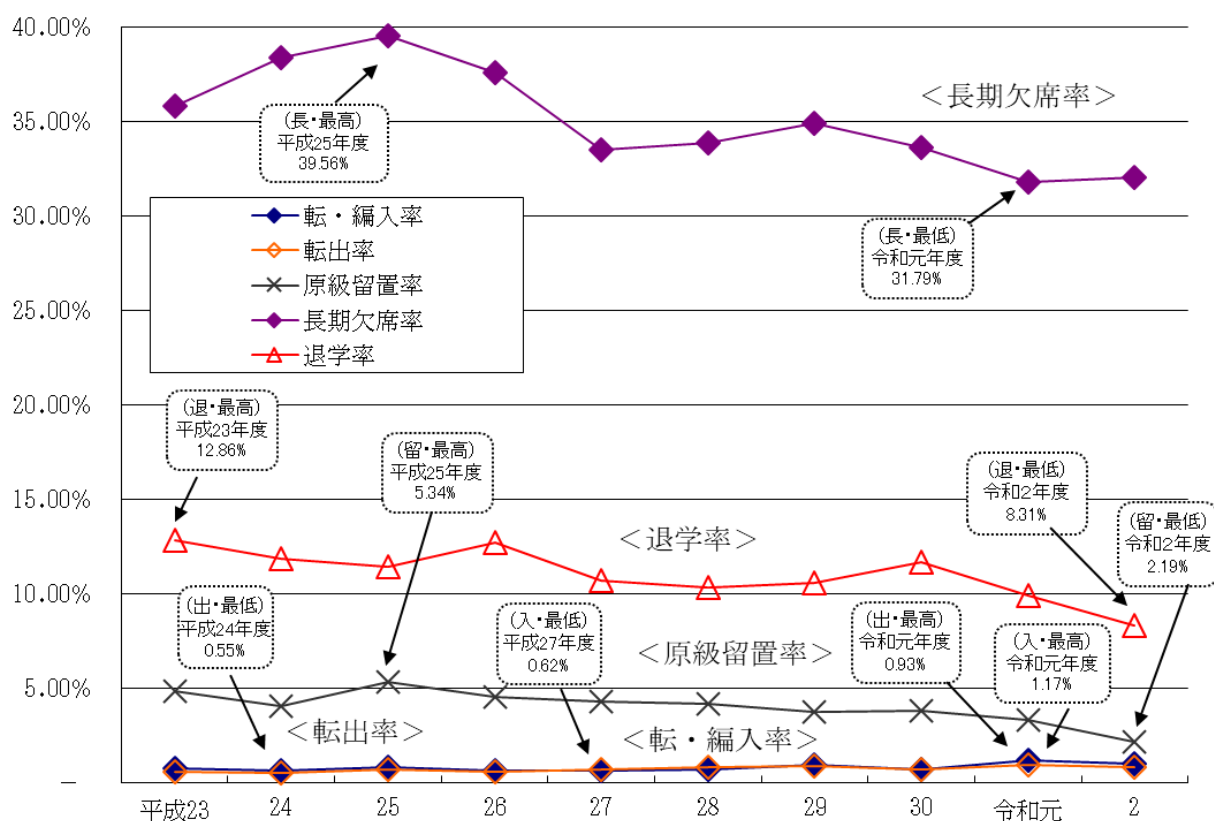 40.00%
35.00%
30.00%
25.00%
20.00%
15.00%
10.00%
5.00%
—
＜長期欠席率＞
(長・最高)
平成25年度
39.56%
(長・最低)
令和元年度
31.79%
転・編入率
転出率
原級留置率
長期欠席率
退学率
(退・最高)
平成23年度
12.86%
(留・最高)
平成25年度
5.34%
(退・最低)
令和2年度
8.31%
(留・最低)
令和2年度
2.19%
＜退学率＞
(出・最低)
平成24年度
0.55%
(入・最低)
平成27年度
0.62%
＜原級留置率＞
(出・最高)
令和元年度
0.93%
(入・最高)
令和元年度
1.17%
＜転出率＞
＜転・編入率＞
平成23 24 25 26 27 28 29 30 令和元 2